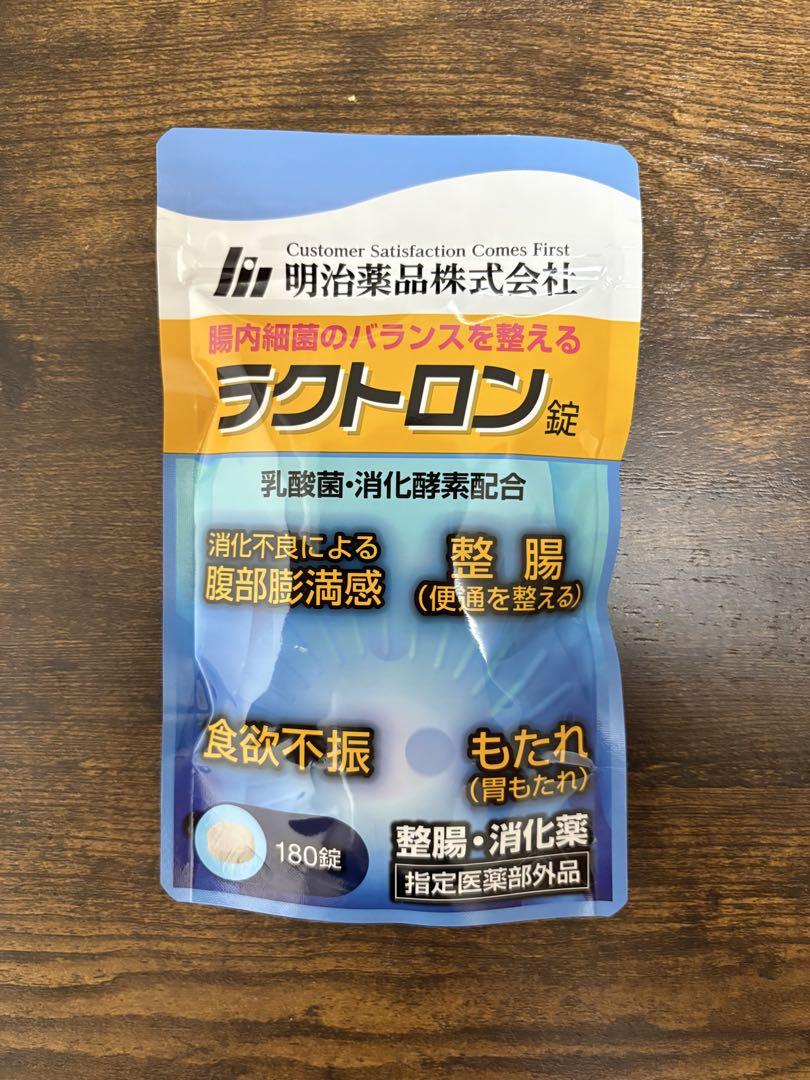 Customer Satisfaction Comes First
明治薬品株式会社
腸内細菌のバランスを整える
ラクトロン錠
乳酸菌・消化酵素配合
消化不良による
腹部膨満感
整腸
(便通を整える)
食欲不振
もたれ
(胃もたれ)
180錠
整腸・消化薬
指定医薬部外品